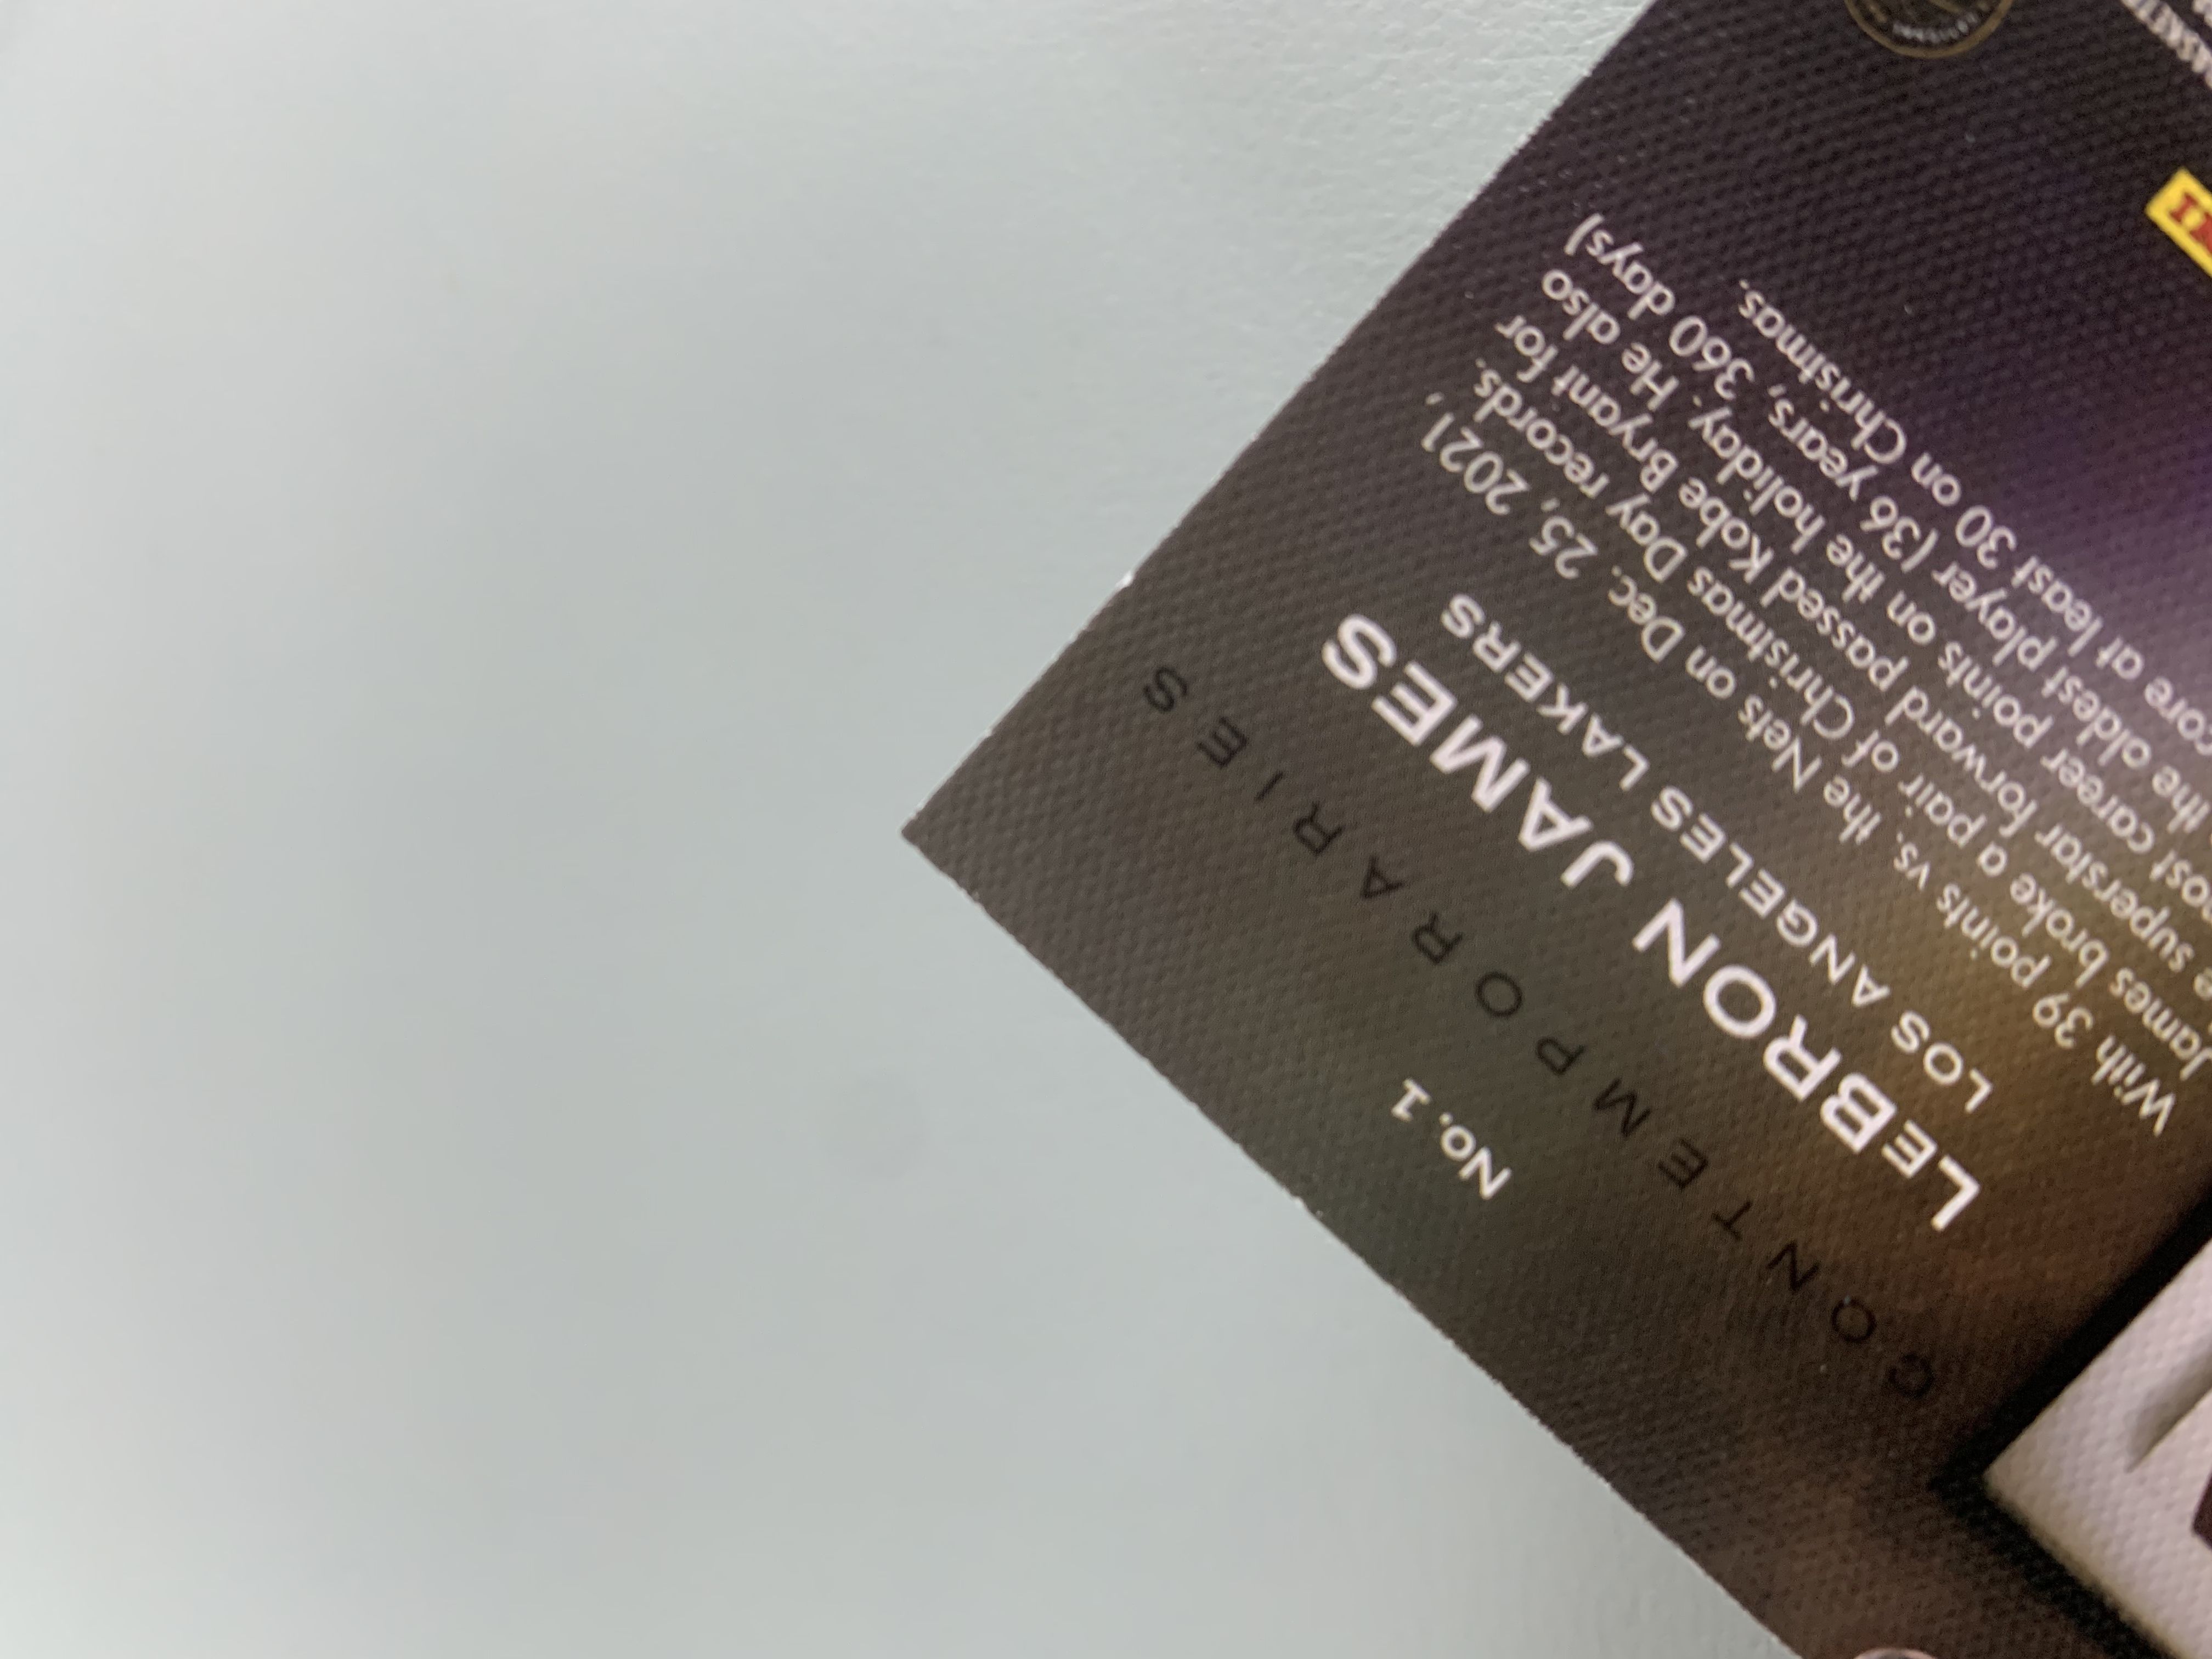 No. 1
CONTEMPORARIES
LEBRON JAMES
LOS ANGELES LAKERS
With 39 points vs. the Nets on Dec. 25, 2021,
James broke a pair of Christmas Day records.
superstar forward passed Kobe Bryant for
career points on the holiday. He also
the oldest player (36 years, 360 days)
at least 30 on Christmas.